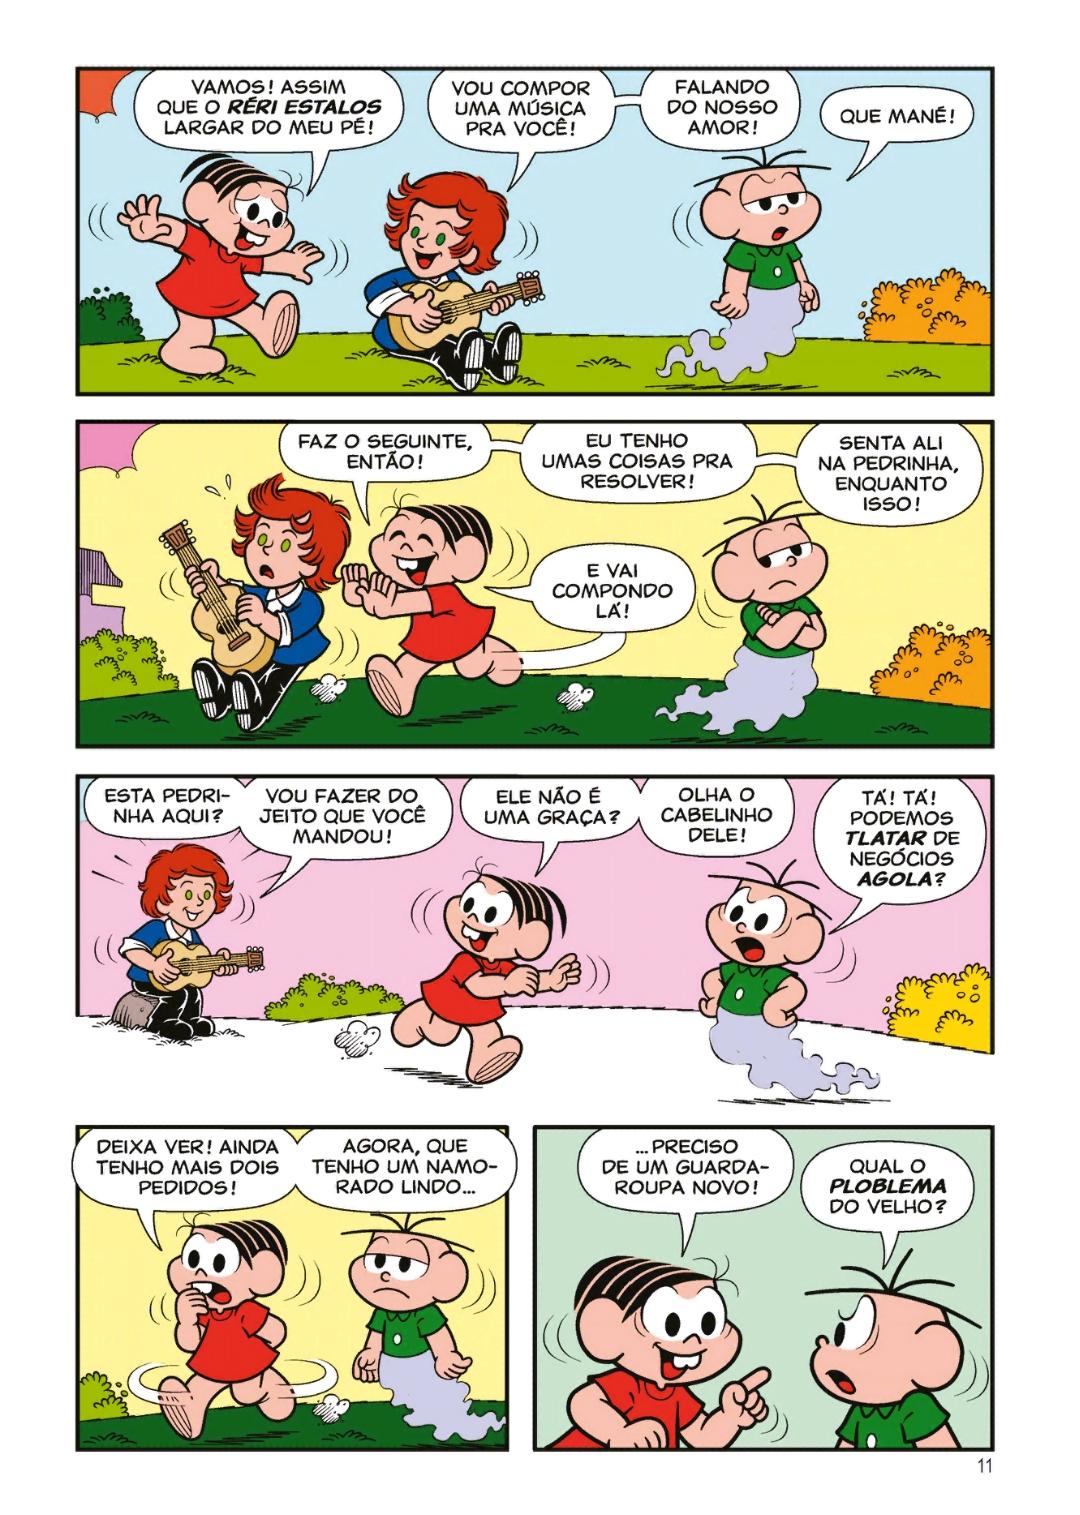 VAMOS! ASSIM
QUE O RÉRI ESTALOS
LARGAR DO MEU PÉ!
VOU COMPOR
UMA MÚSICA
PRA VOCÊ!
FALANDO
DO NOSSO
AMOR!
QUE MANÉ!
FAZ O SEGUINTE,
ENTÃO!
EU TENHO
UMAS COISAS PRA
RESOLVER!
SENTA ALI
NA PEDRINHA,
ENQUANTO
ISSO!
E VAI
COMPONDO
LÁ!
ESTA PEDRI-
NHA AQUI?
VOU FAZER DO
JEITO QUE VOCÊ
MANDOU!
ELE NÃO É
UMA GRAÇA?
OLHA O
CABELINHO
DELE!
TÁ! TÁ!
PODEMOS
TLATAR DE
NEGÓCIOS
AGOLA?
DEIXA VER! AINDA
TENHO MAIS DOIS
PEDIDOS!
AGORA, QUE
TENHO UM NAMO-
RADO LINDO...
...PRECISO
DE UM GUARDA-
ROUPA NOVO!
QUAL O
PLOBLEMA
DO VELHO?
11